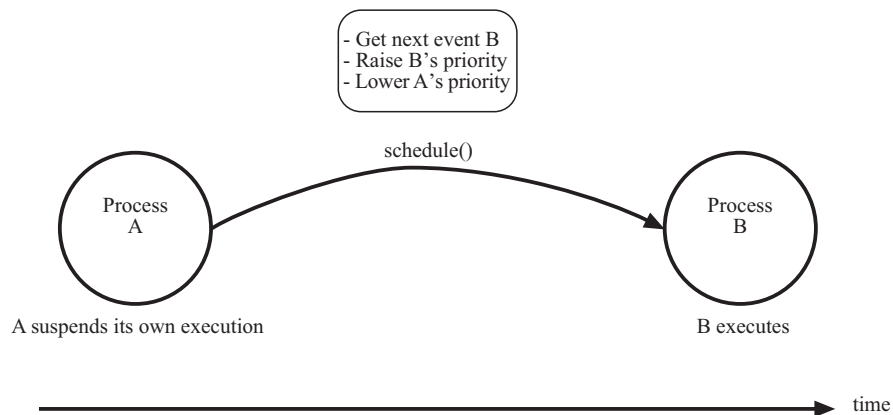 - Get next event B
- Raise B’s priority
- Lower A’s priority
schedule()
Process
A
Process
B
A suspends its own execution
B executes
time